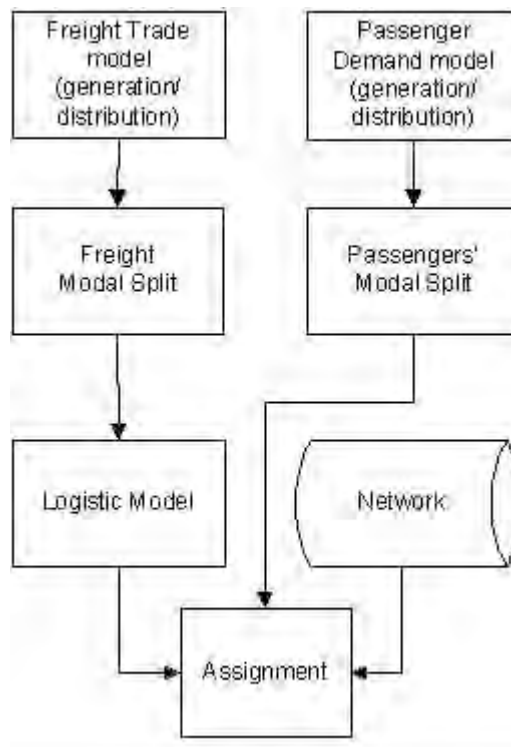 Freight Trade
model
(generation/
distribution)
Passenger
Demand model
(generation/
distribution)
Freight
Modal Split
Passengers'
Modal Split
Logistic Model
Network
Assignment